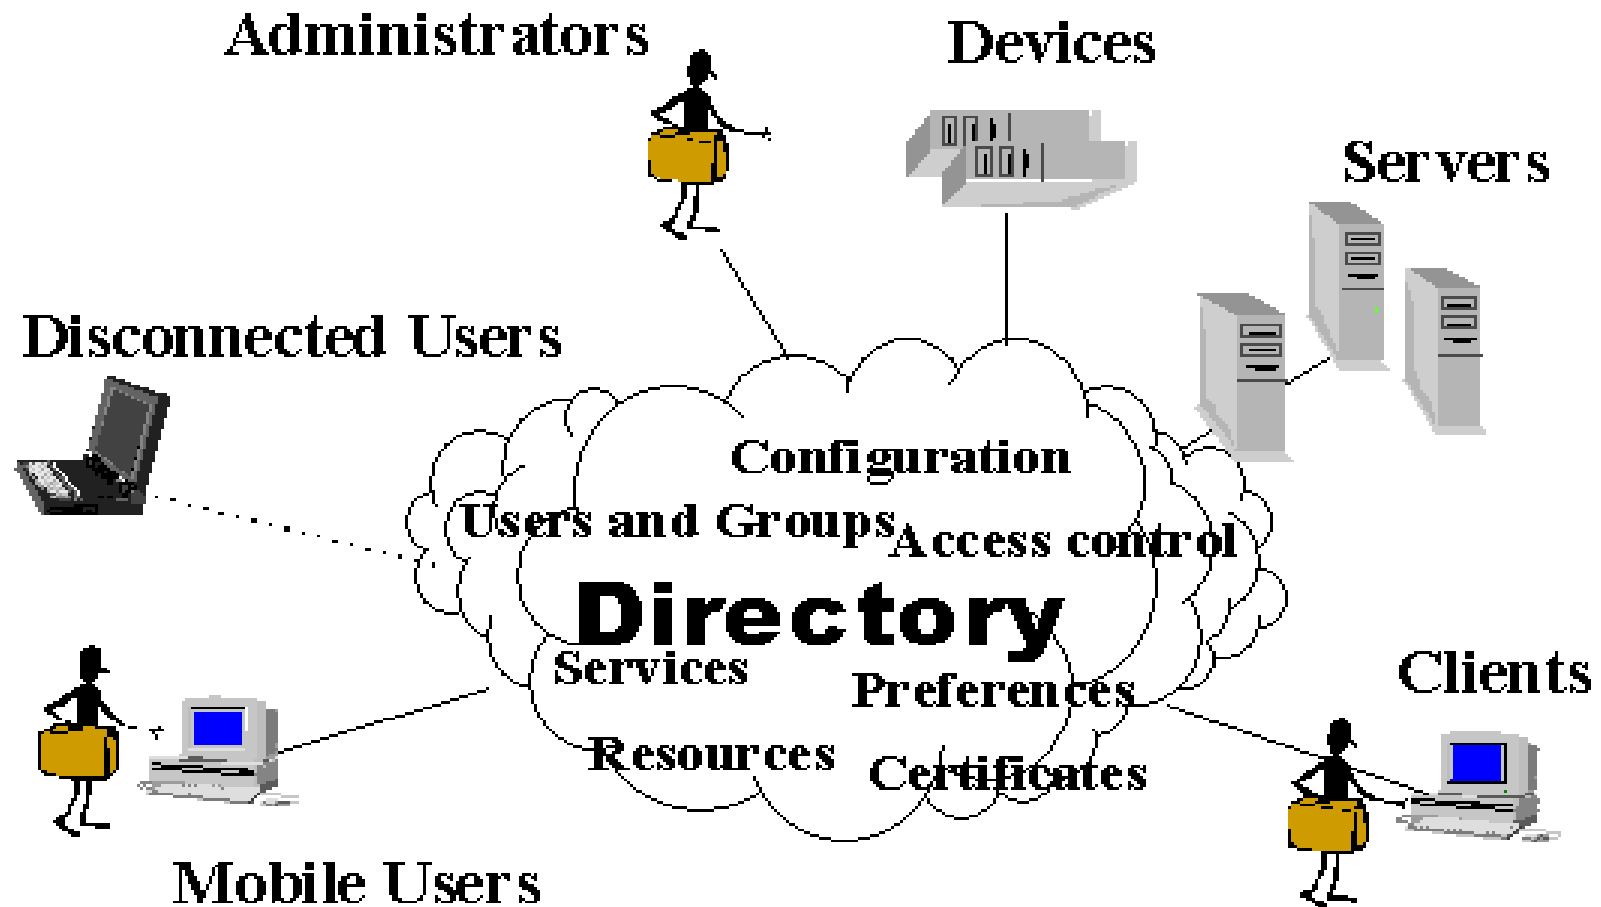 Administrators
Devices
Servers
Disconnected Users
Configuration
Users and Groups
Access control
Directory
Services
Preferences
Clients
Resources
Certificates
Mobile Users